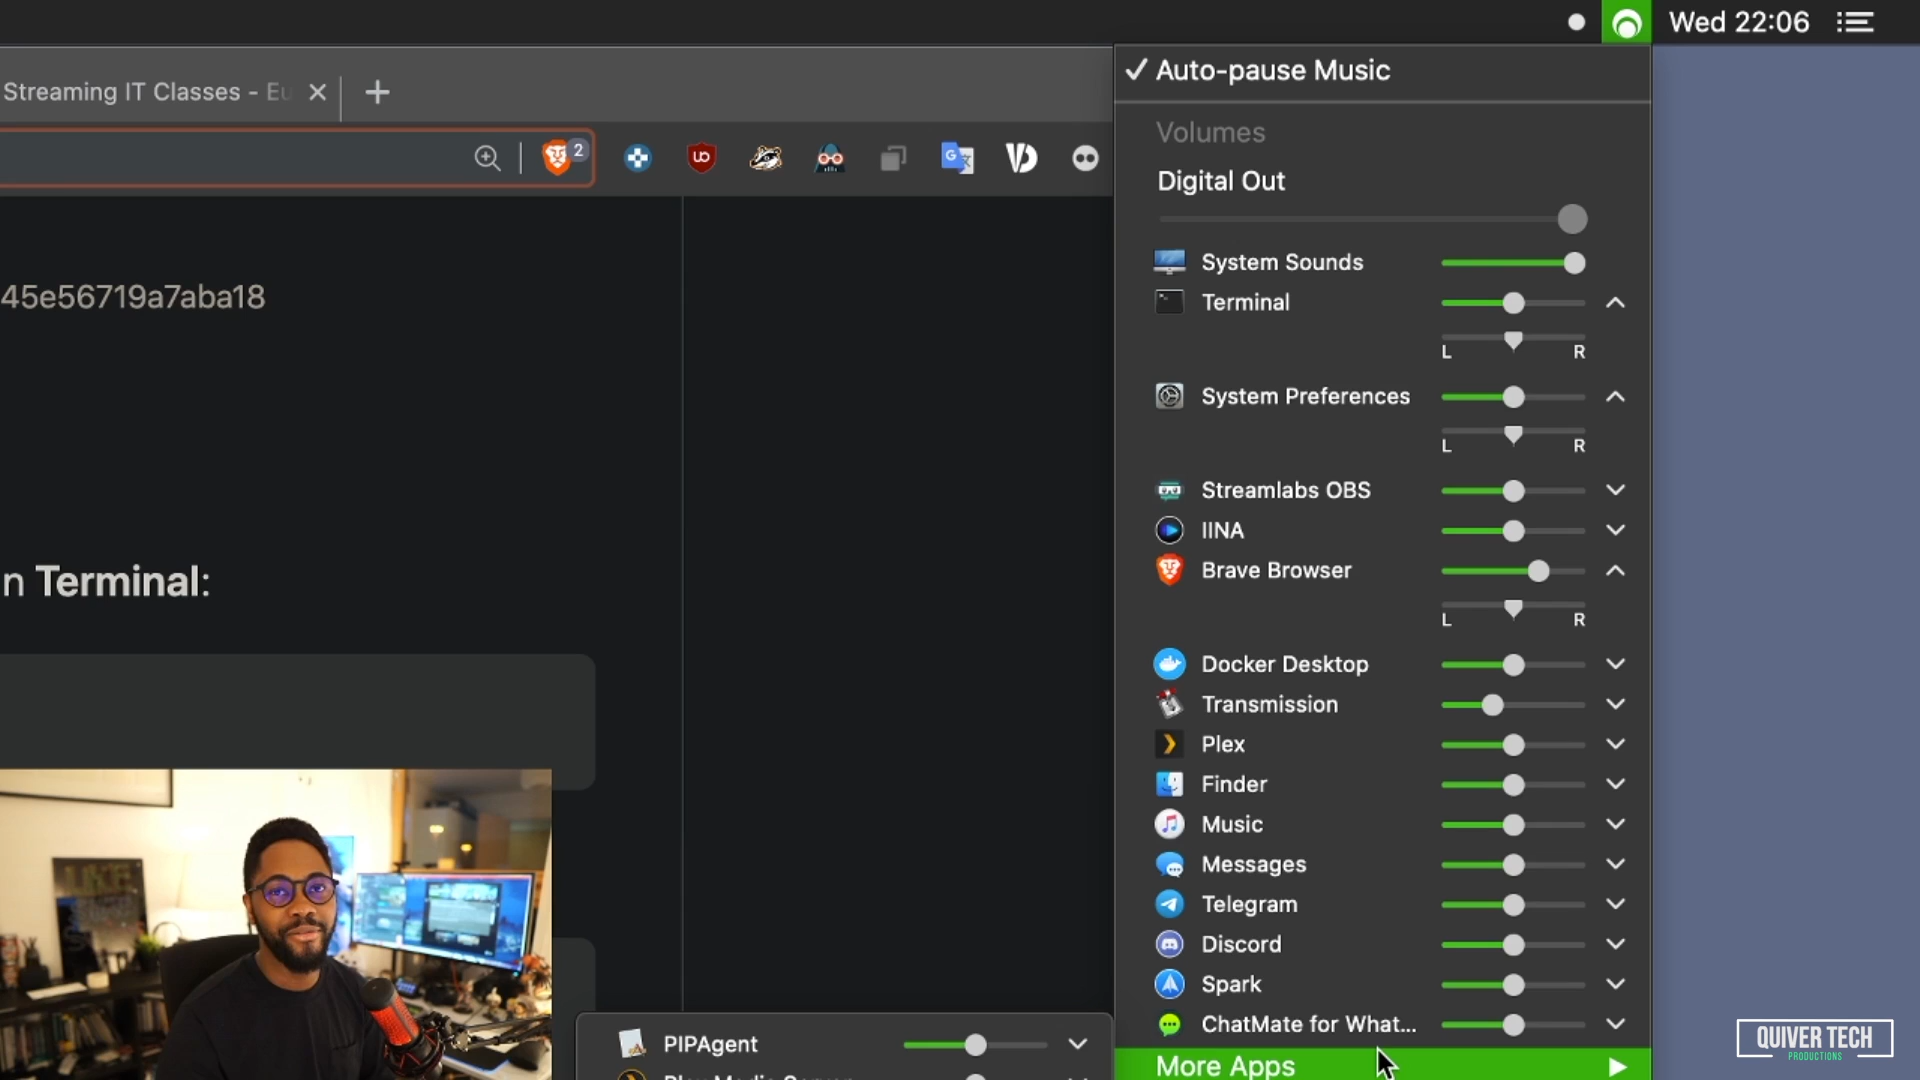 Wed 22:06
Streaming IT Classes - Eu
2
Auto-pause Music
Volumes
Digital Out
System Sounds
45e56719a7aba18
Terminal
L R
System Preferences
L R
Streamlabs OBS
IINA
Brave Browser
n Terminal:
L R
Docker Desktop
Transmission
Plex
Finder
Music
Messages
Telegram
Discord
Spark
ChatMate for What...
PIPAgent
More Apps
QUIVER TECH
PRODUCTIONS